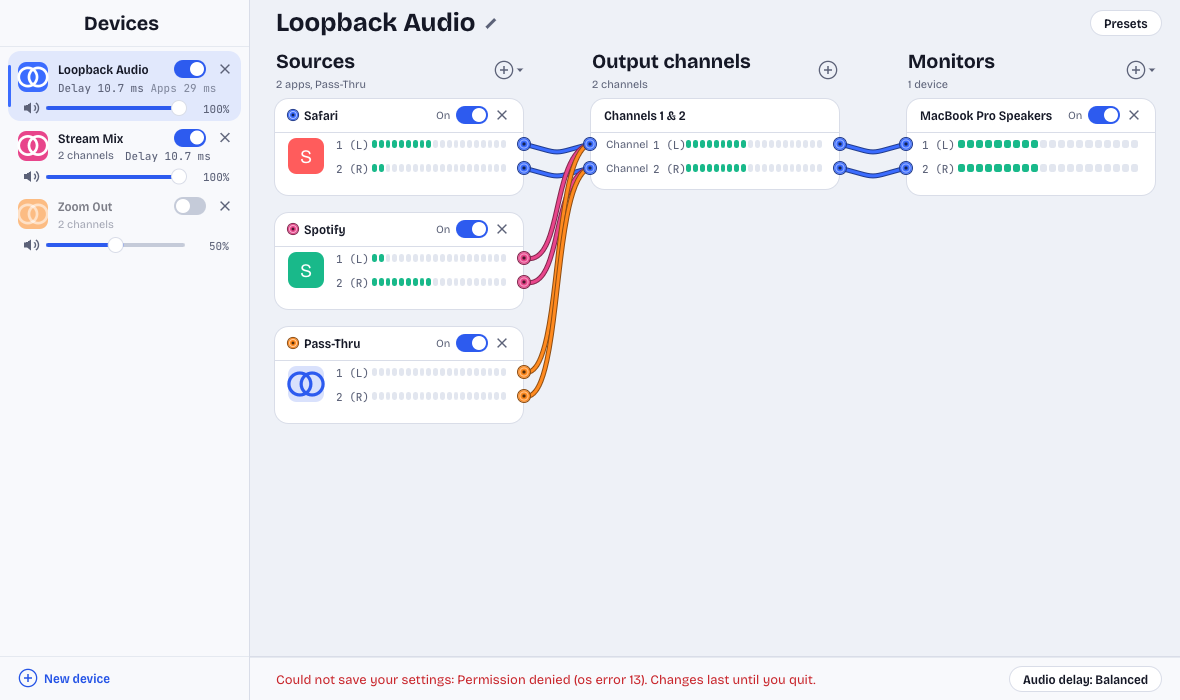 Devices
Loopback Audio
Delay 10.7 ms Apps 29 ms
100%
Stream Mix
2 channels Delay 10.7 ms
100%
Zoom Out
2 channels
50%
New device
Loopback Audio
Presets
Sources
2 apps, Pass-Thru
Safari On
S
1 (L)
2 (R)
Spotify On
S
1 (L)
2 (R)
Pass-Thru On
1 (L)
2 (R)
Output channels
2 channels
Channels 1 & 2
Channel 1 (L)
Channel 2 (R)
Monitors
1 device
MacBook Pro Speakers On
1 (L)
2 (R)
Could not save your settings: Permission denied (os error 13). Changes last until you quit.
Audio delay: Balanced